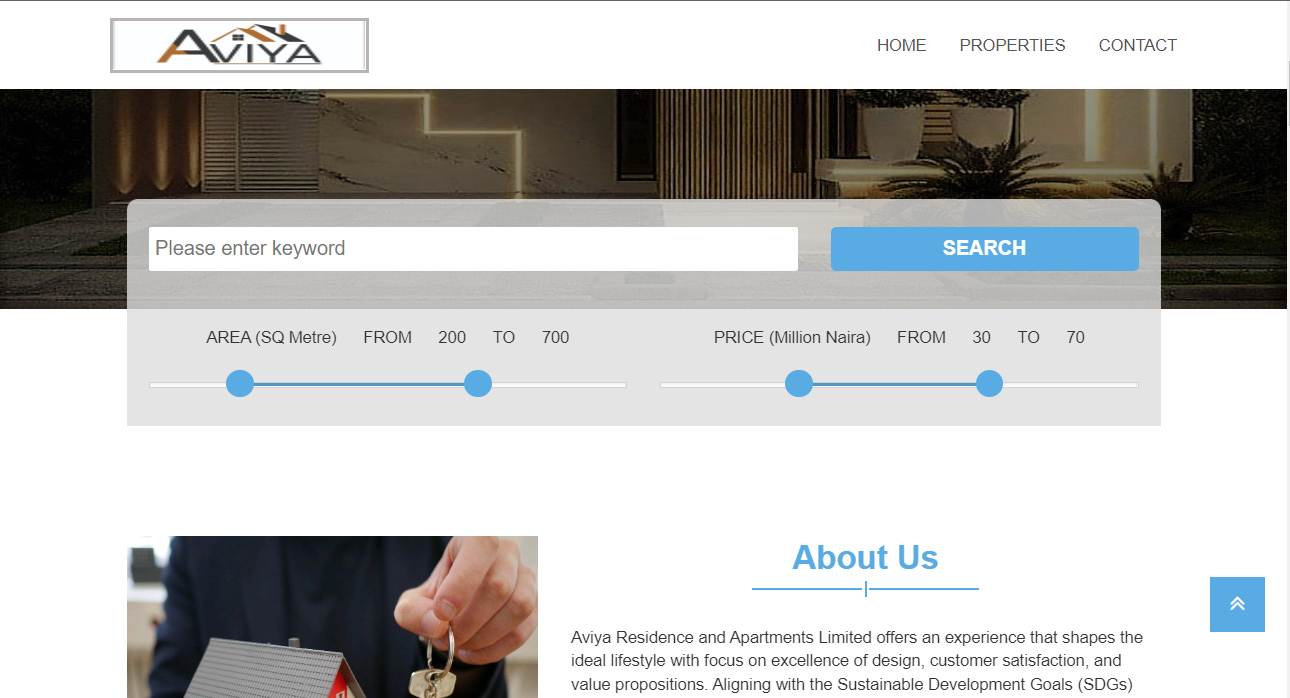 AVIYA
HOME PROPERTIES CONTACT
Please enter keyword
SEARCH
AREA (SQ Metre) FROM 200 TO 700
PRICE (Million Naira) FROM 30 TO 70
About Us
Aviya Residence and Apartments Limited offers an experience that shapes the
ideal lifestyle with focus on excellence of design, customer satisfaction, and
value propositions. Aligning with the Sustainable Development Goals (SDGs)